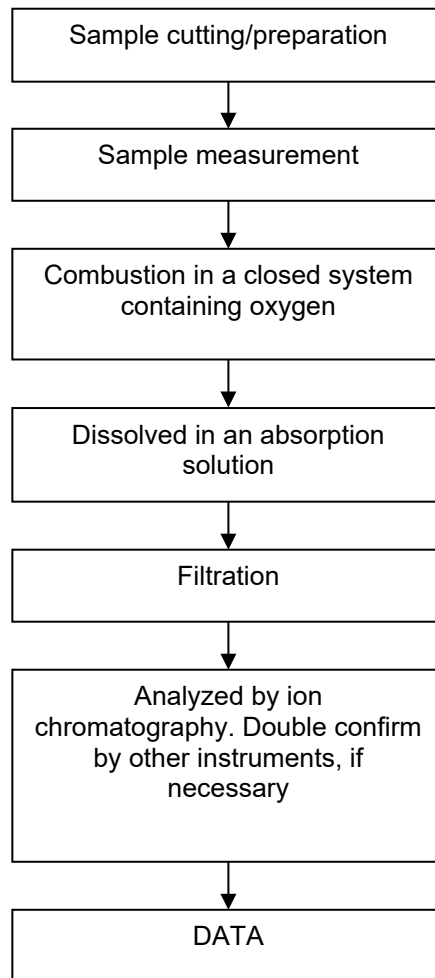 Sample cutting/preparation
Sample measurement
Combustion in a closed system
containing oxygen
Dissolved in an absorption
solution
Filtration
Analyzed by ion
chromatography. Double confirm
by other instruments, if
necessary
DATA